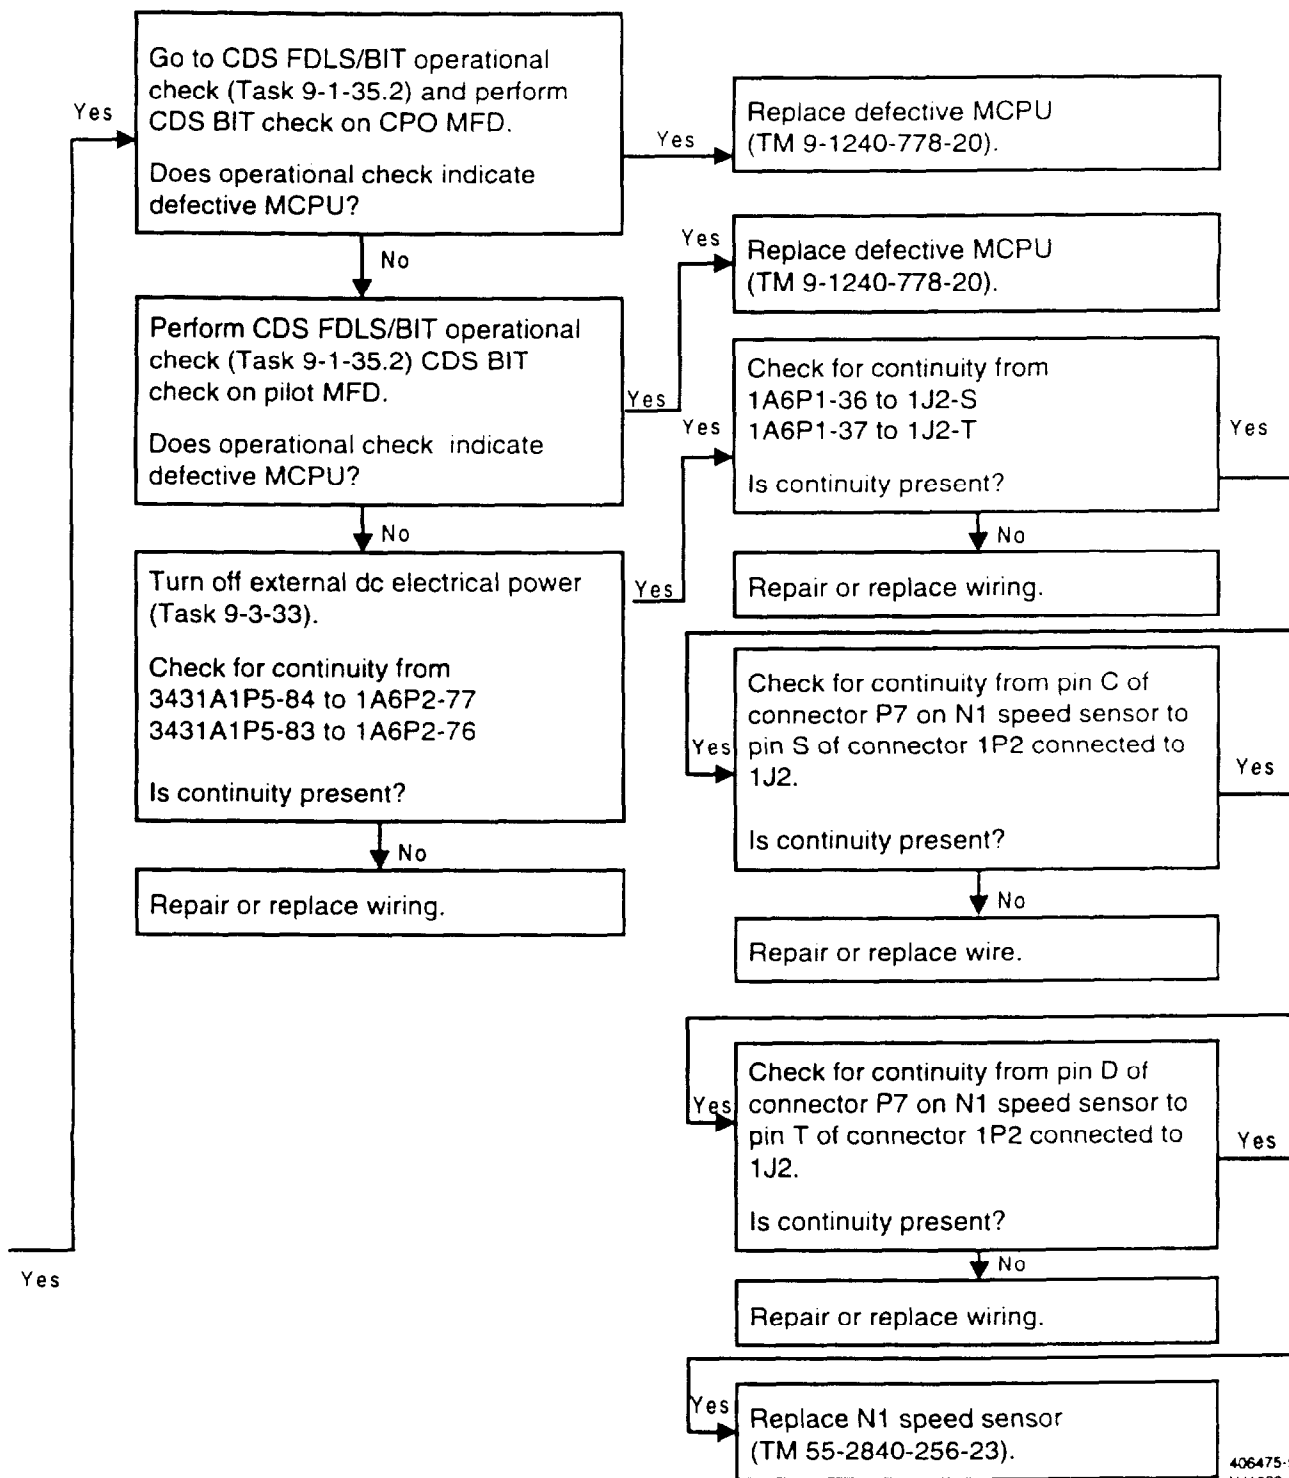 Yes
Go to CDS FDLS/BIT operational
check (Task 9-1-35.2) and perform
CDS BIT check on CPO MFD.
Does operational check indicate
defective MCPU?
Yes
Replace defective MCPU
(TM 9-1240-778-20).
No
Perform CDS FDLS/BIT operational
check (Task 9-1-35.2) CDS BIT
check on pilot MFD.
Does operational check indicate
defective MCPU?
Yes
Yes
Replace defective MCPU
(TM 9-1240-778-20).
No
Turn off external dc electrical power
(Task 9-3-33).
Check for continuity from
3431A1P5-84 to 1A6P2-77
3431A1P5-83 to 1A6P2-76
Is continuity present?
Yes
No
Repair or replace wiring.
Yes
Check for continuity from
1A6P1-36 to 1J2-S
1A6P1-37 to 1J2-T
Is continuity present?
Yes
No
Repair or replace wiring.
Yes
Check for continuity from pin C of
connector P7 on N1 speed sensor to
pin S of connector 1P2 connected to
1J2.
Is continuity present?
Yes
No
Repair or replace wire.
Yes
Check for continuity from pin D of
connector P7 on N1 speed sensor to
pin T of connector 1P2 connected to
1J2.
Is continuity present?
Yes
No
Repair or replace wiring.
Yes
Replace N1 speed sensor
(TM 55-2840-256-23).
Yes